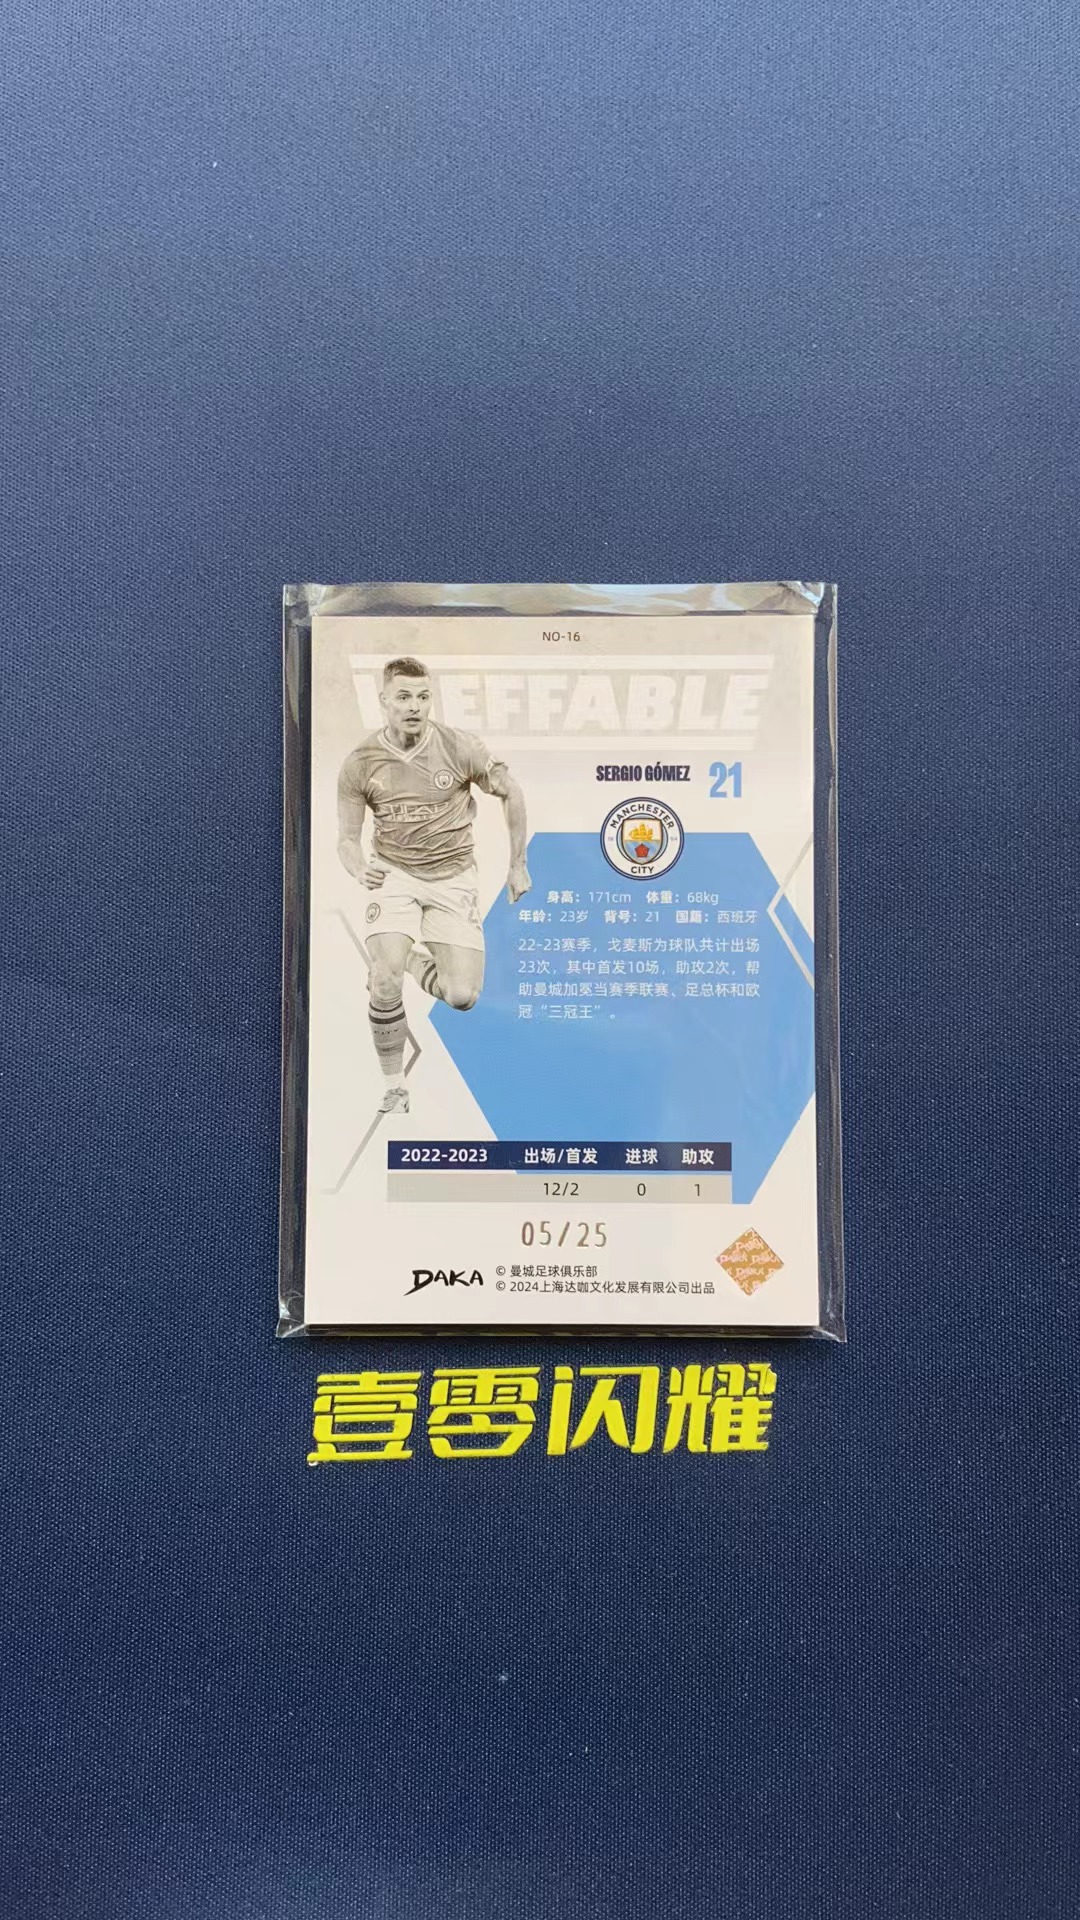 NO-16
INEFFABLE
SERGIO GÓMEZ 21
MANCHESTER
CITY
身高：171cm 体重：68kg
年龄：23岁 背号：21 国籍：西班牙
22-23赛季，戈麦斯为球队共计出场
23次，其中首发10场，助攻2次，帮
助曼城加冕当赛季联赛、足总杯和欧
冠“三冠王”。
2022-2023 出场/首发 进球 助攻
12/2 0 1
05/25
DAKA
© 曼城足球俱乐部
© 2024上海达咖文化发展有限公司出品
壹零闪耀